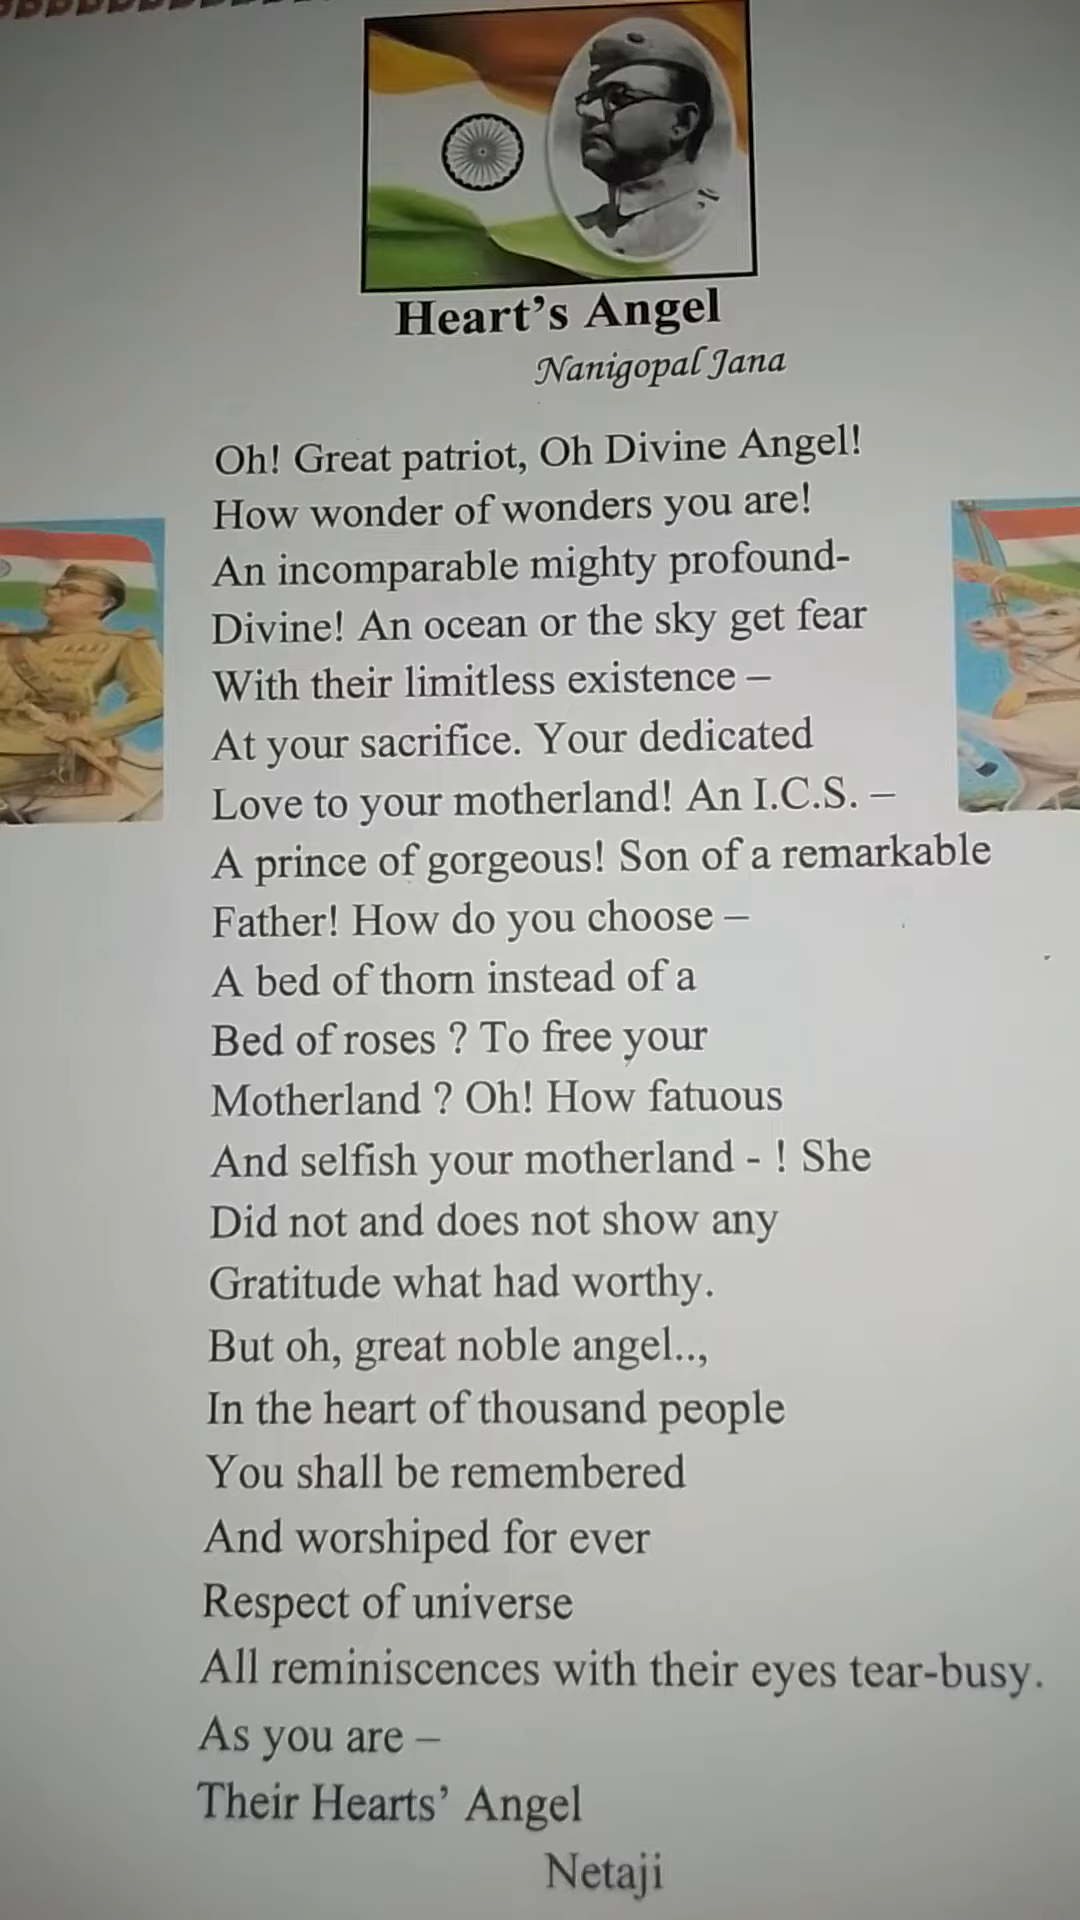 Heart's Angel
Nanigopal Jana
Oh! Great patriot, Oh Divine Angel!
How wonder of wonders you are!
An incomparable mighty profound-
Divine! An ocean or the sky get fear
With their limitless existence –
At your sacrifice. Your dedicated
Love to your motherland! An I.C.S. –
A prince of gorgeous! Son of a remarkable
Father! How do you choose –
A bed of thorn instead of a
Bed of roses ? To free your
Motherland ? Oh! How fatuous
And selfish your motherland - ! She
Did not and does not show any
Gratitude what had worthy.
But oh, great noble angel..,
In the heart of thousand people
You shall be remembered
And worshiped for ever
Respect of universe
All reminiscences with their eyes tear-busy.
As you are –
Their Hearts' Angel
Netaji